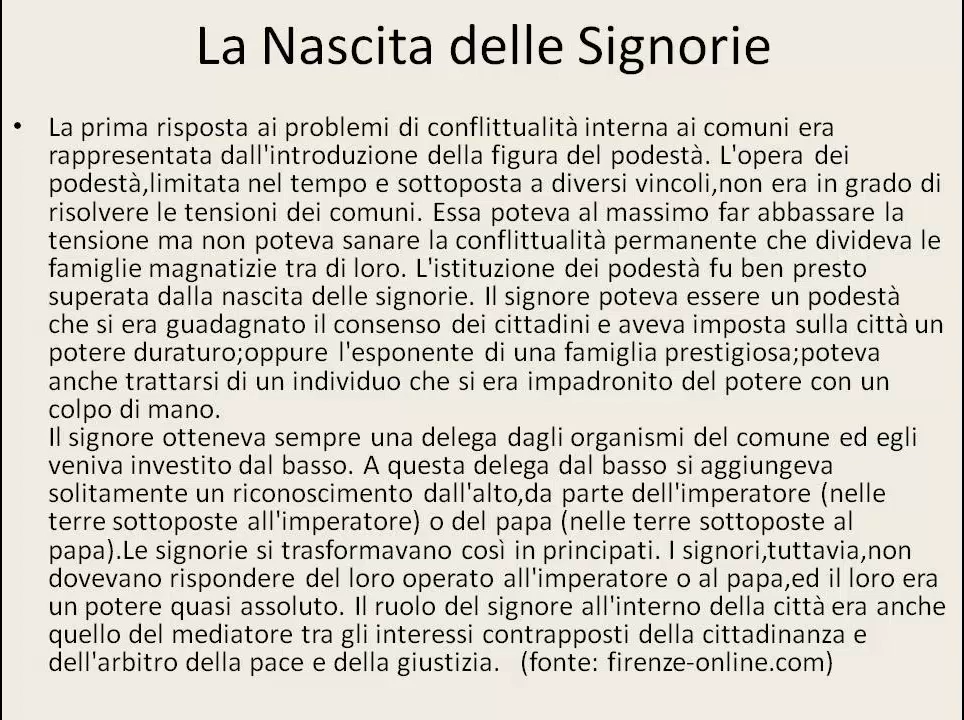 La Nascita delle Signorie
• La prima risposta ai problemi di conflittualità interna ai comuni era
rappresentata dall'introduzione della figura del podestà. L'opera dei
podestà,limitata nel tempo e sottoposta a diversi vincoli,non era in grado di
risolvere le tensioni dei comuni. Essa poteva al massimo far abbassare la
tensione ma non poteva sanare la conflittualità permanente che divideva le
famiglie magnatizie tra di loro. L'istituzione dei podestà fu ben presto
superata dalla nascita delle signorie. Il signore poteva essere un podestà
che si era guadagnato il consenso dei cittadini e aveva imposta sulla città un
potere duraturo;oppure l'esponente di una famiglia prestigiosa;poteva
anche trattarsi di un individuo che si era impadronito del potere con un
colpo di mano.
Il signore otteneva sempre una delega dagli organismi del comune ed egli
veniva investito dal basso. A questa delega dal basso si aggiungeva
solitamente un riconoscimento dall'alto,da parte dell'imperatore (nelle
terre sottoposte all'imperatore) o del papa (nelle terre sottoposte al
papa).Le signorie si trasformavano così in principati. I signori,tuttavia,non
dovevano rispondere del loro operato all'imperatore o al papa,ed il loro era
un potere quasi assoluto. Il ruolo del signore all'interno della città era anche
quello del mediatore tra gli interessi contrapposti della cittadinanza e
dell'arbitro della pace e della giustizia. (fonte: firenze-online.com)